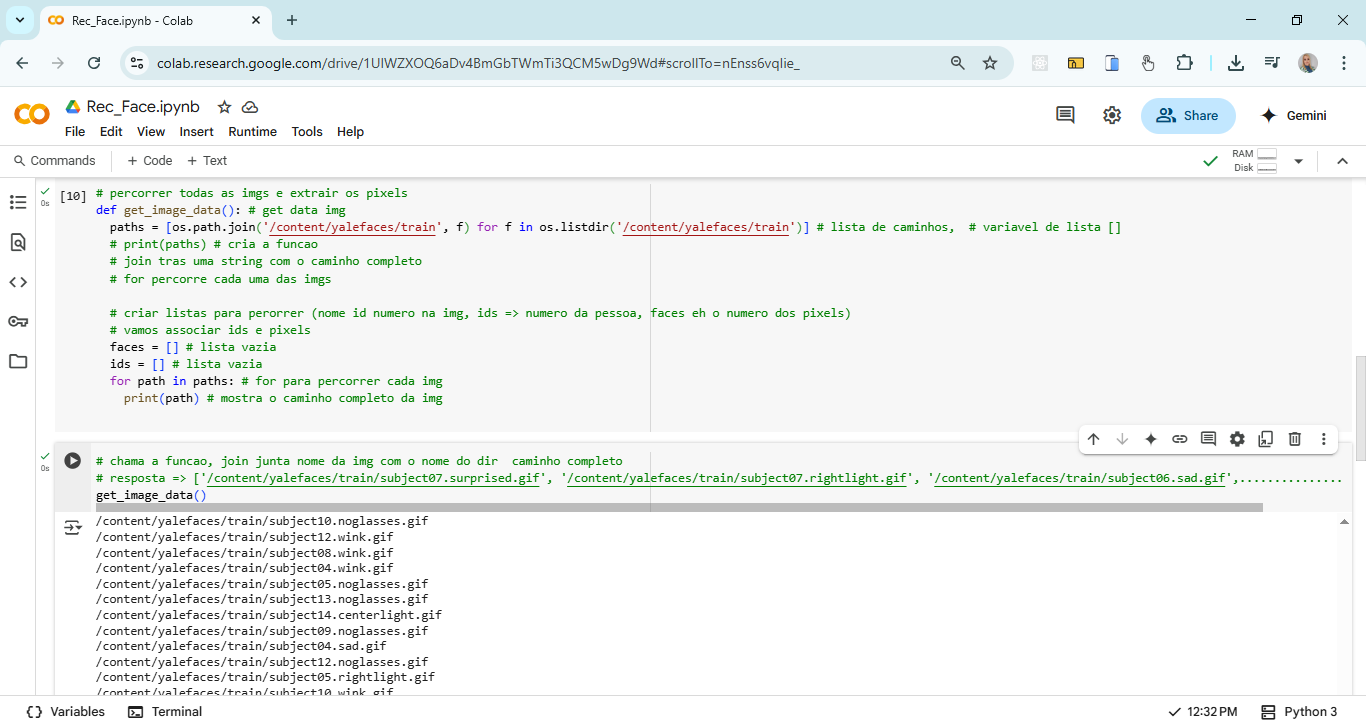 Rec_Face.ipynb - Colab
colab.research.google.com/drive/1UIWZXOQ6aDv4BmGbTWmTi3QCM5wDg9Wd#scrollTo=nEnss6vqIie_
Rec_Face.ipynb
File Edit View Insert Runtime Tools Help
Share
Gemini
Commands + Code + Text
RAM
Disk
0s
[10]
# percorrer todas as imgs e extrair os pixels
def get_image_data(): # get data img
paths = [os.path.join('/content/yalefaces/train', f) for f in os.listdir('/content/yalefaces/train')] # lista de caminhos,  # variavel de lista []
# print(paths) # cria a funcao
# join tras uma string com o caminho completo
# for percorre cada uma das imgs
# criar listas para perorrer (nome id numero na img, ids => numero da pessoa, faces eh o numero dos pixels)
# vamos associar ids e pixels
faces = [] # lista vazia
ids = [] # lista vazia
for path in paths: # for para percorrer cada img
print(path) # mostra o caminho completo da img
0s
# chama a funcao, join junta nome da img com o nome do dir  caminho completo
# resposta => ['/content/yalefaces/train/subject07.surprised.gif', '/content/yalefaces/train/subject07.rightlight.gif', '/content/yalefaces/train/subject06.sad.gif',...............
get_image_data()
/content/yalefaces/train/subject10.noglasses.gif
/content/yalefaces/train/subject12.wink.gif
/content/yalefaces/train/subject08.wink.gif
/content/yalefaces/train/subject04.wink.gif
/content/yalefaces/train/subject05.noglasses.gif
/content/yalefaces/train/subject13.noglasses.gif
/content/yalefaces/train/subject14.centerlight.gif
/content/yalefaces/train/subject09.noglasses.gif
/content/yalefaces/train/subject04.sad.gif
/content/yalefaces/train/subject12.noglasses.gif
/content/yalefaces/train/subject05.rightlight.gif
/content/yalefaces/train/subject10.wink.gif
Variables Terminal
12:32 PM Python 3